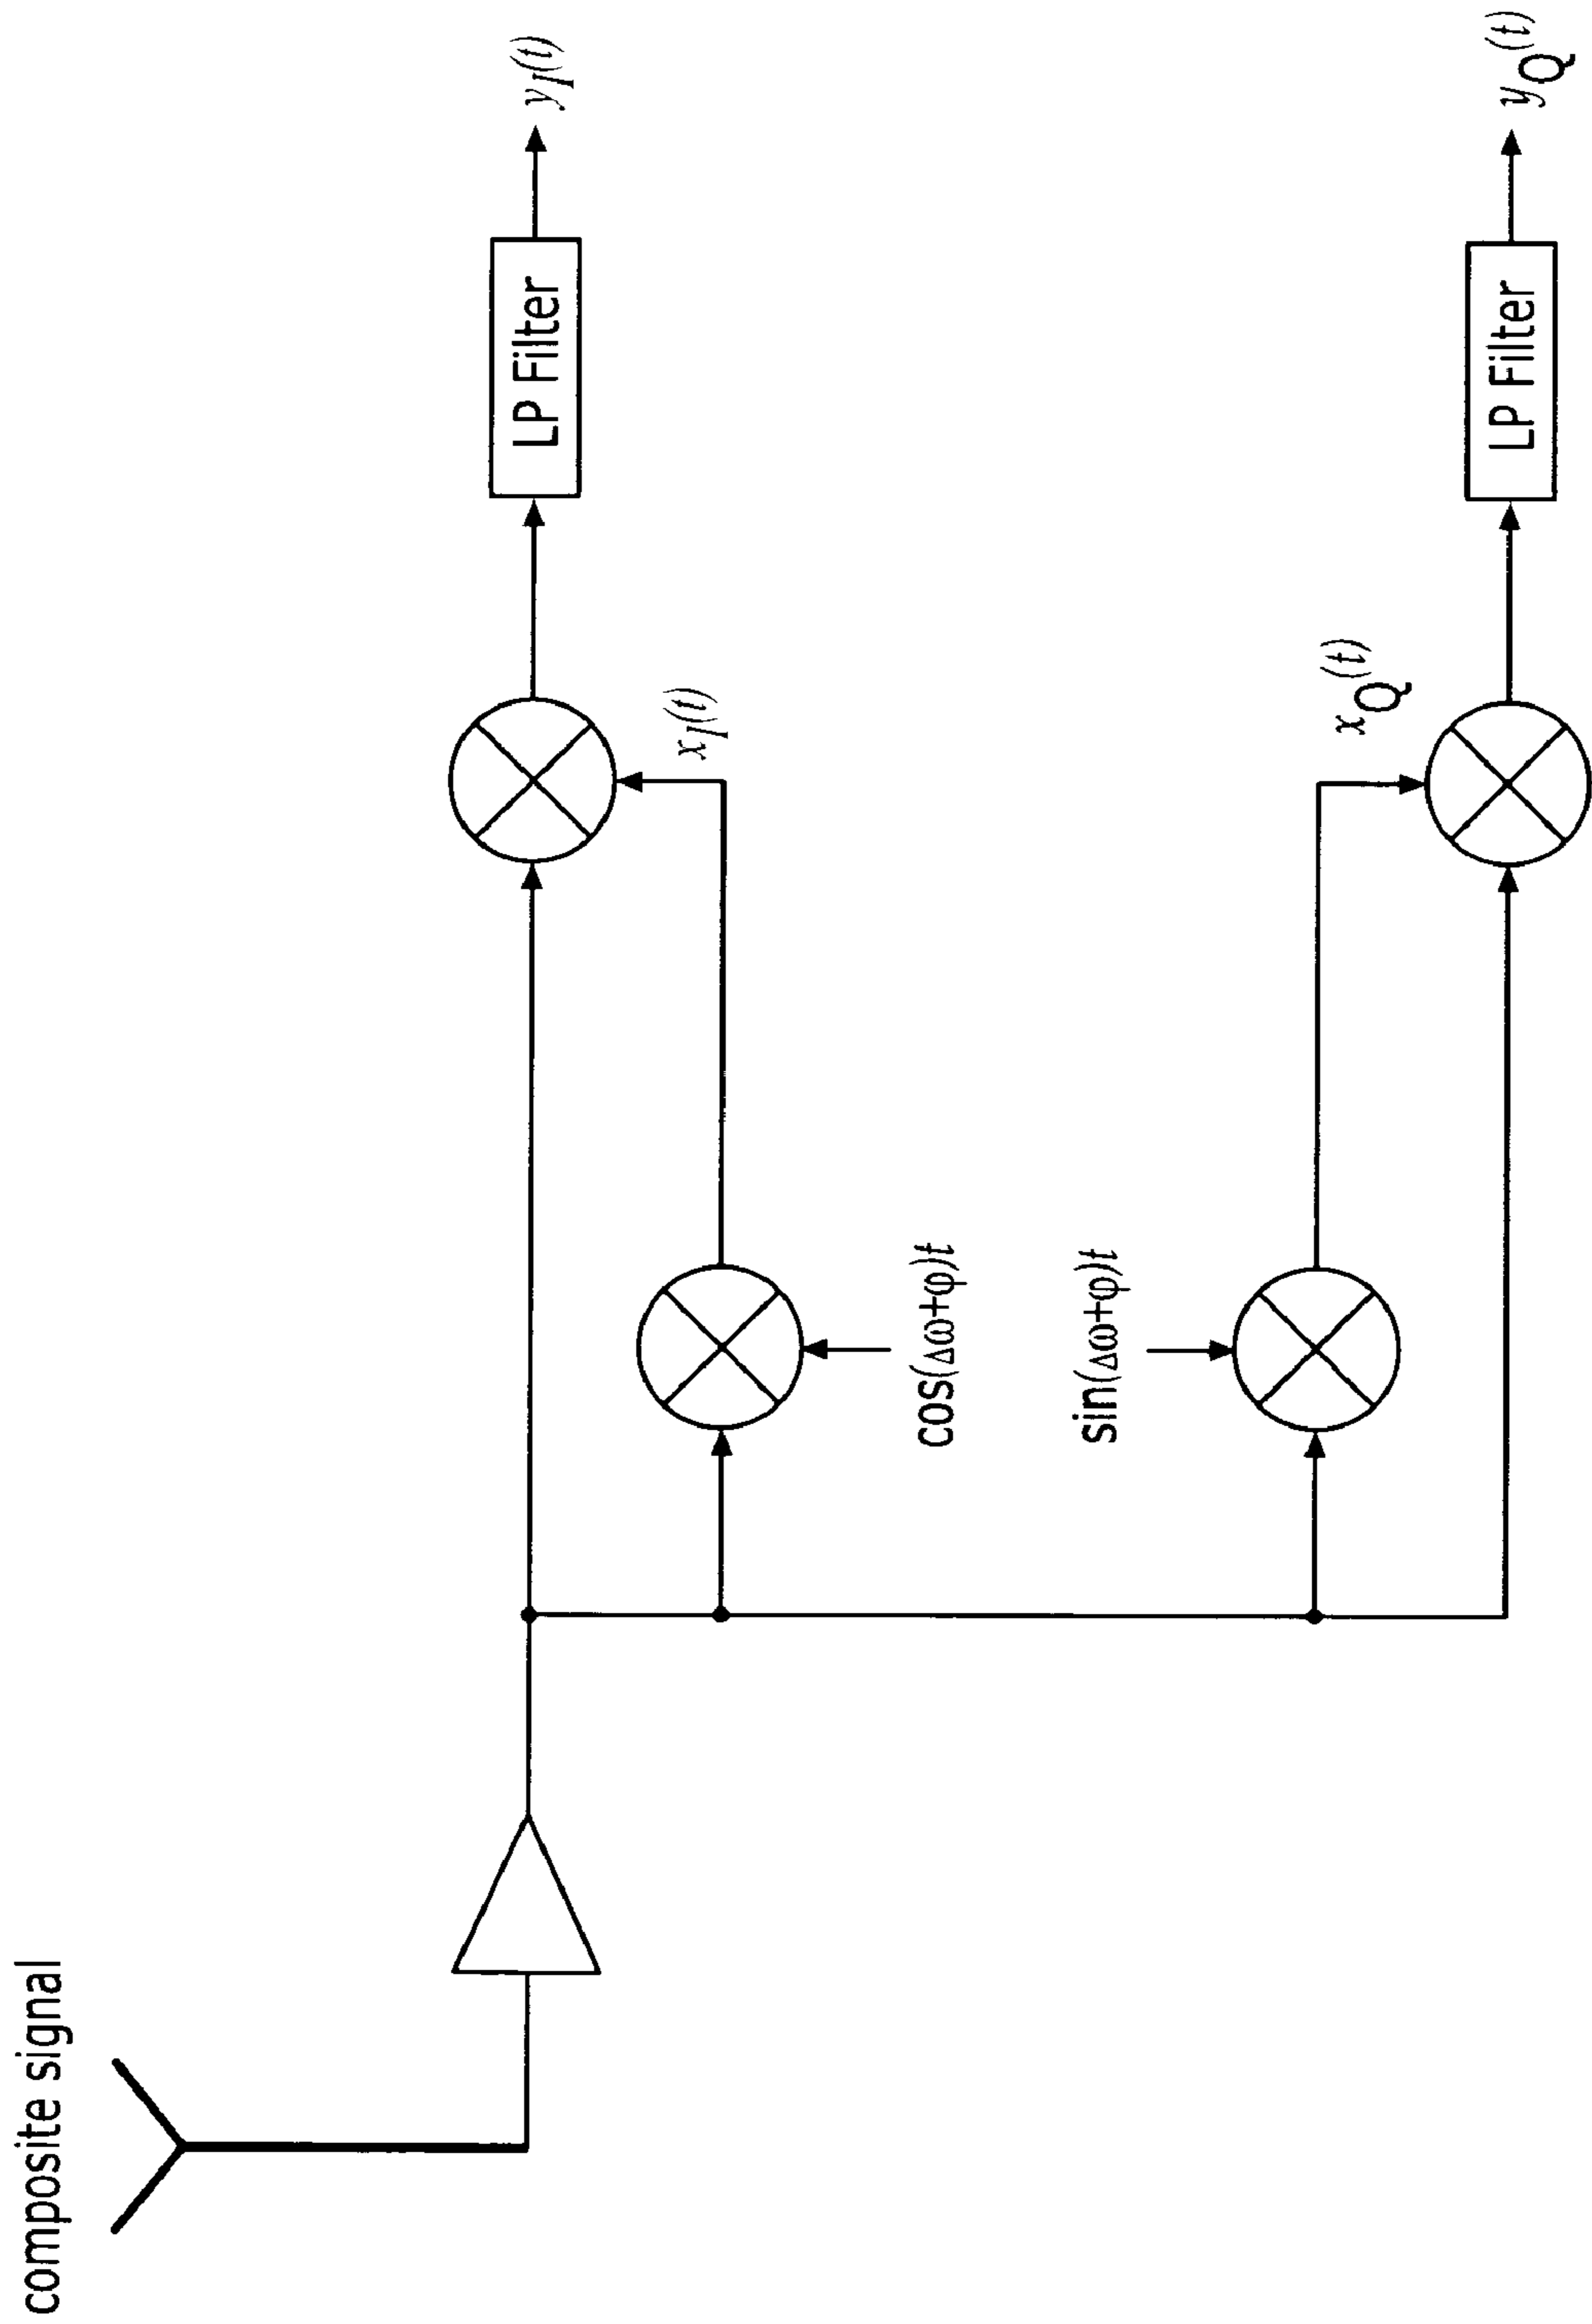 composite signal
LP Filter
y_I(t)
x_I(t)
cos(Δω+φ)t
sin(Δω+φ)t
x_Q(t)
LP Filter
y_Q(t)